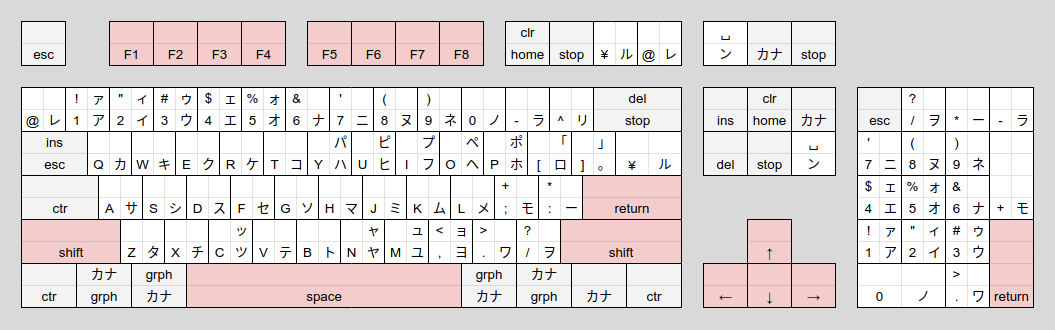 clr ␣
esc F1 F2 F3 F4 F5 F6 F7 F8 home stop ¥ ル @ レ ン カナ stop
! ァ " ィ # ゥ $ ェ % ォ & ' ( ) del clr ?
@ レ 1 ア 2 イ 3 ウ 4 エ 5 オ 6 ナ 7 ニ 8 ヌ 9 ネ 0 ノ - ラ ^ リ stop ins home カナ esc / ヲ * ー - ラ
ins パ ピ プ ペ ポ 「 」 ␣ ' ( )
esc Q カ W キ E ク R ケ T コ Y ハ U ヒ I フ O ヘ P ホ [ ロ ] 。 ¥ ル del stop ン 7 ニ 8 ヌ 9 ネ
+ * $ ェ % ォ &
ctr A サ S シ D ス F セ G ソ H マ J ミ K ム L メ ; モ : ー return 4 エ 5 オ 6 ナ + モ
ッ ャ ュ < ョ > ? ! ァ " ィ # ゥ
shift Z タ X チ C ツ V テ B ト N ヤ M ユ , ヨ . ワ / ヲ shift ↑ 1 ア 2 イ 3 ウ
カナ grph grph カナ >
ctr grph カナ space カナ grph カナ ctr ← ↓ → 0 ノ . ワ return